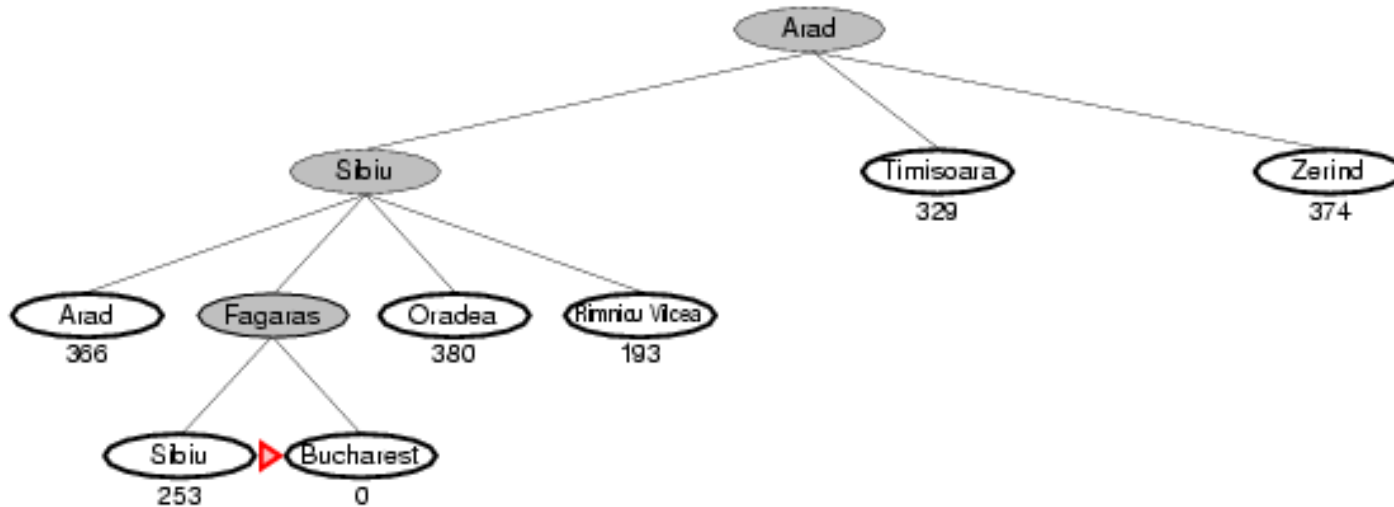 Arad
Sibiu
Timisoara
Zerind
329
374
Arad
Fagaras
Oradea
Rimnicu Vilcea
366
380
193
Sibiu
Bucharest
253
0